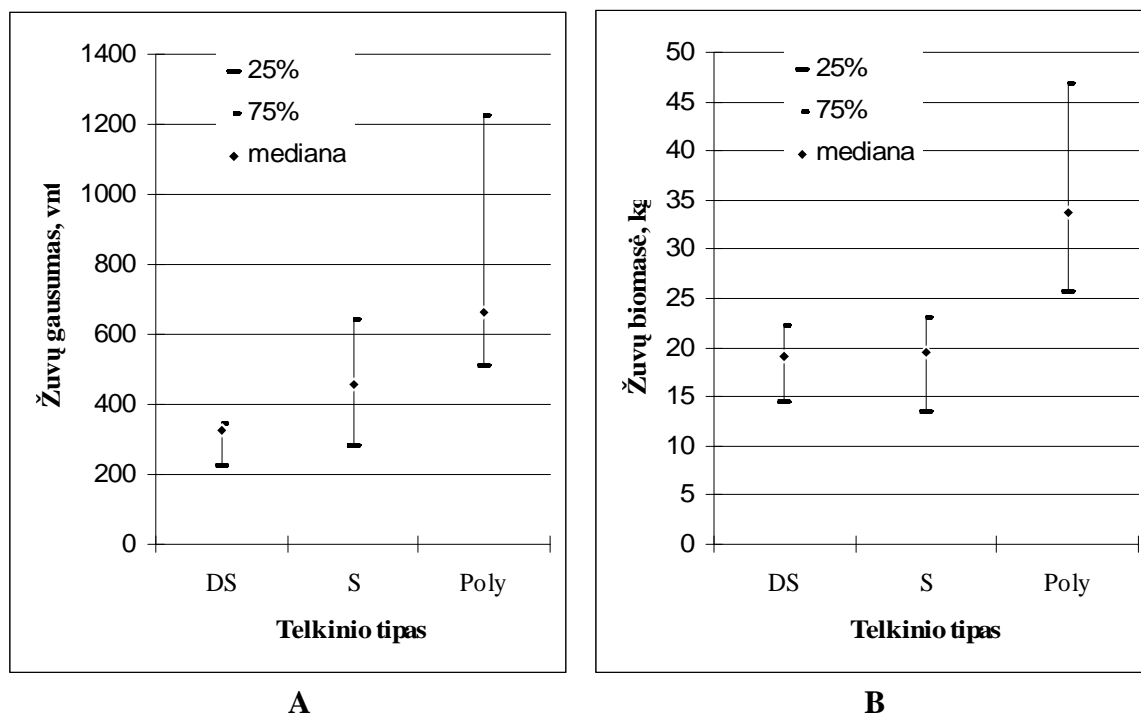 1400
1200
1000
800
600
400
200
0
25%
75%
mediana
Žuvų gausumas, vnt
DS S Poly
Telkinio tipas
A
50
45
40
35
30
25
20
15
10
5
0
25%
75%
mediana
Žuvų biomasė, kg
DS S Poly
Telkinio tipas
B